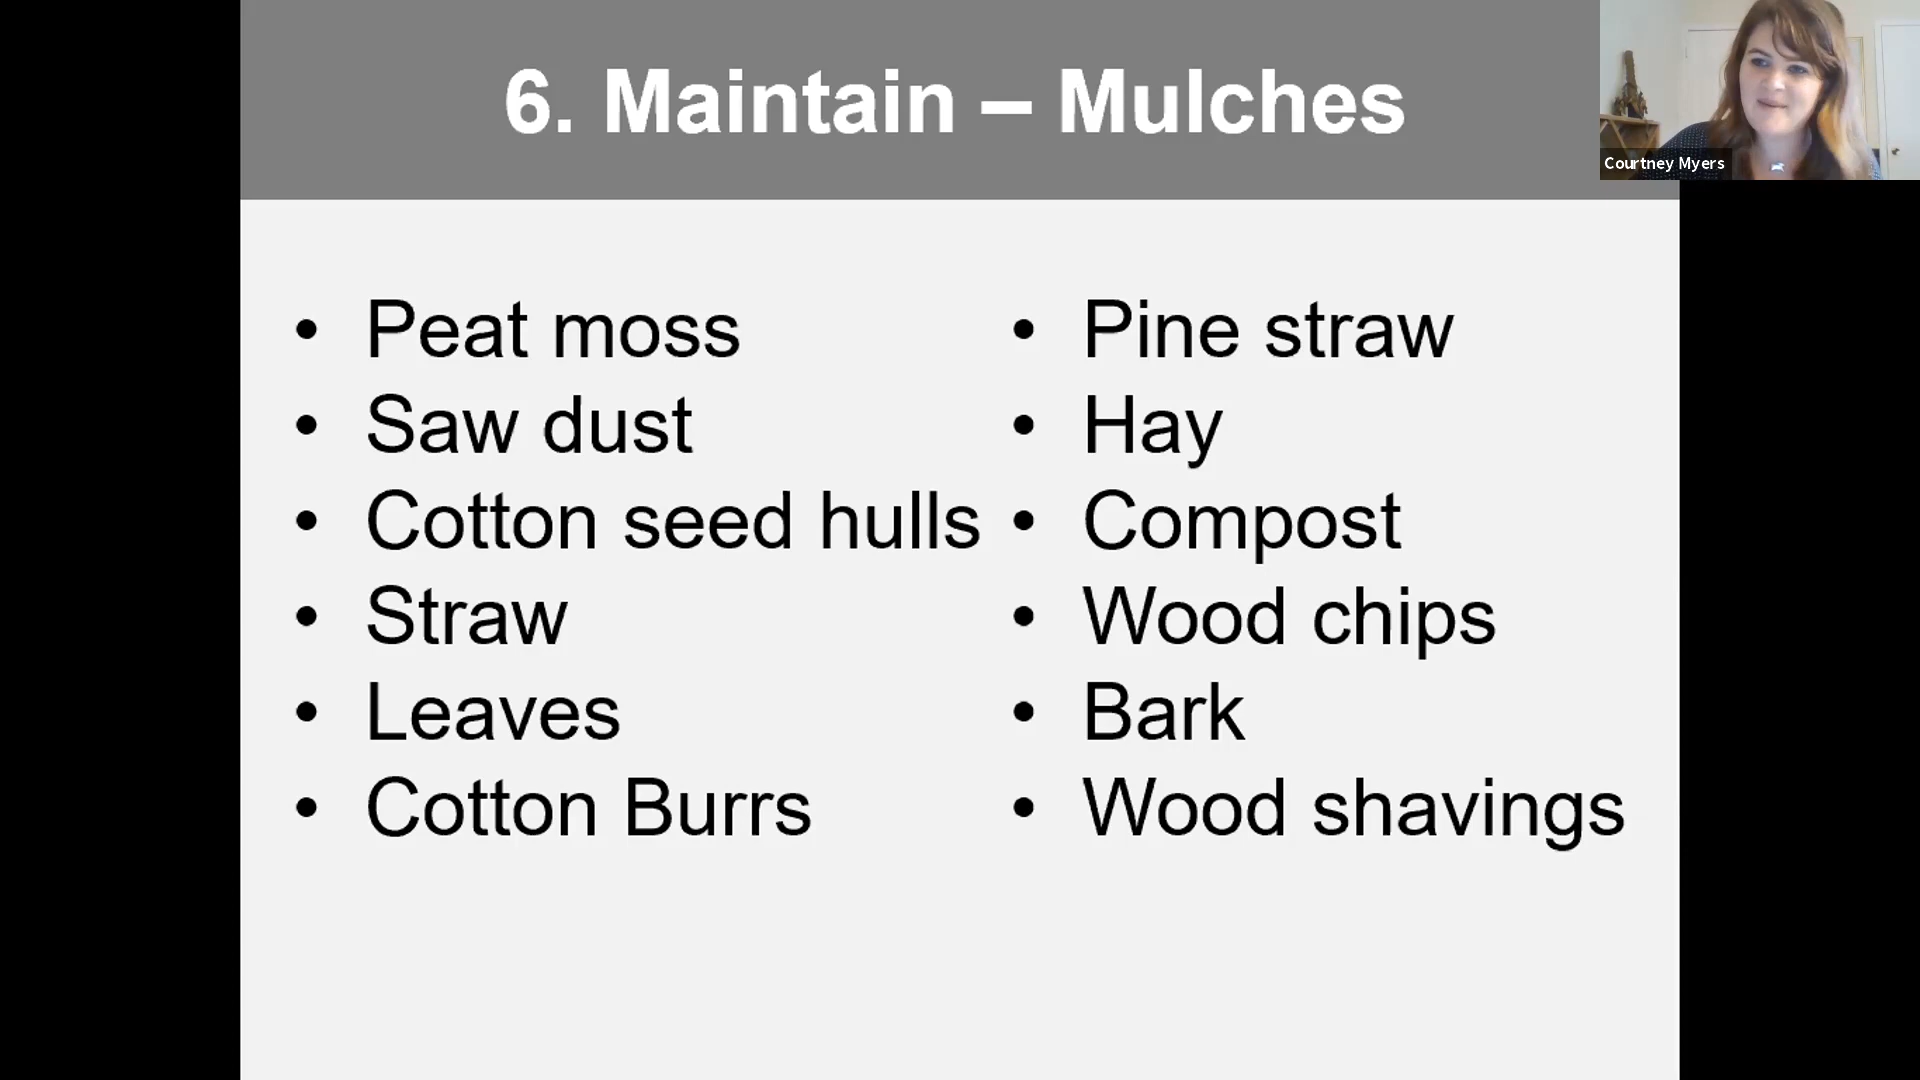 6. Maintain – Mulches
Courtney Myers
• Peat moss
• Saw dust
• Cotton seed hulls
• Straw
• Leaves
• Cotton Burrs
• Pine straw
• Hay
• Compost
• Wood chips
• Bark
• Wood shavings